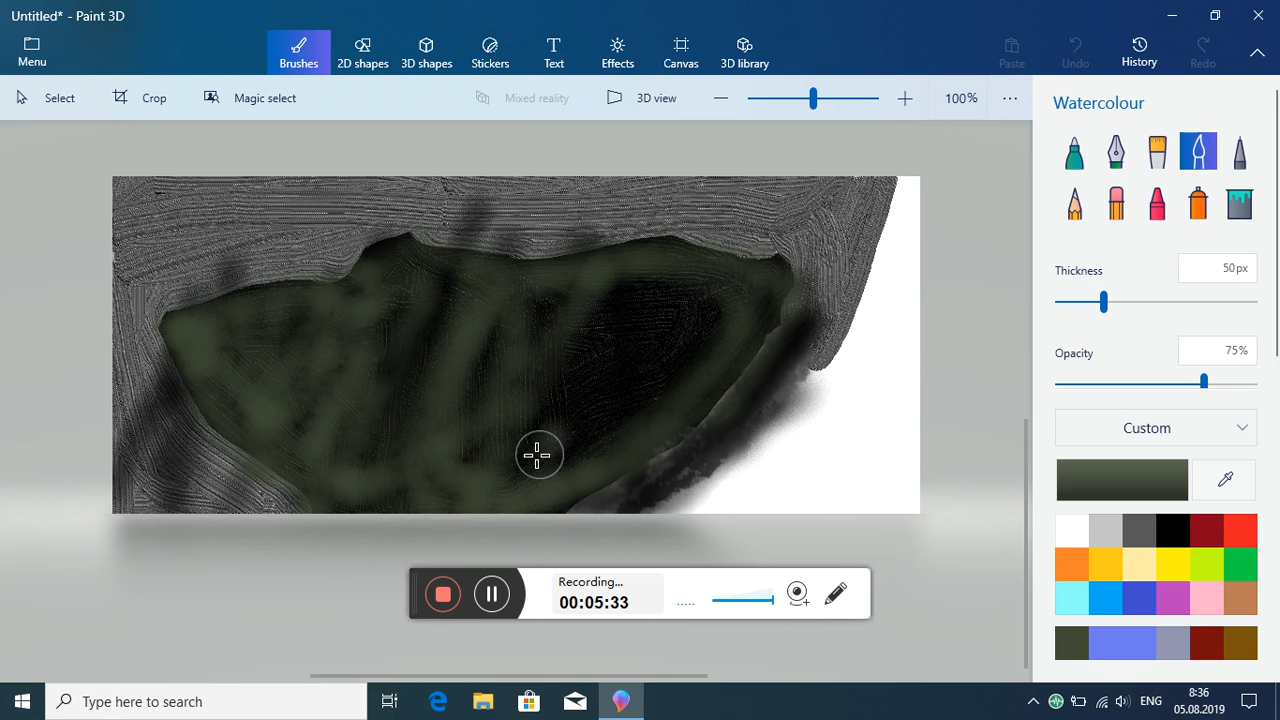 Untitled* - Paint 3D
Menu
Brushes
2D shapes
3D shapes
Stickers
Text
Effects
Canvas
3D library
Paste
Undo
History
Redo
Select
Crop
Magic select
Mixed reality
3D view
100%
Watercolour
Thickness
50px
Opacity
75%
Custom
Recording...
00:05:33
Type here to search
ENG
8:36
05.08.2019